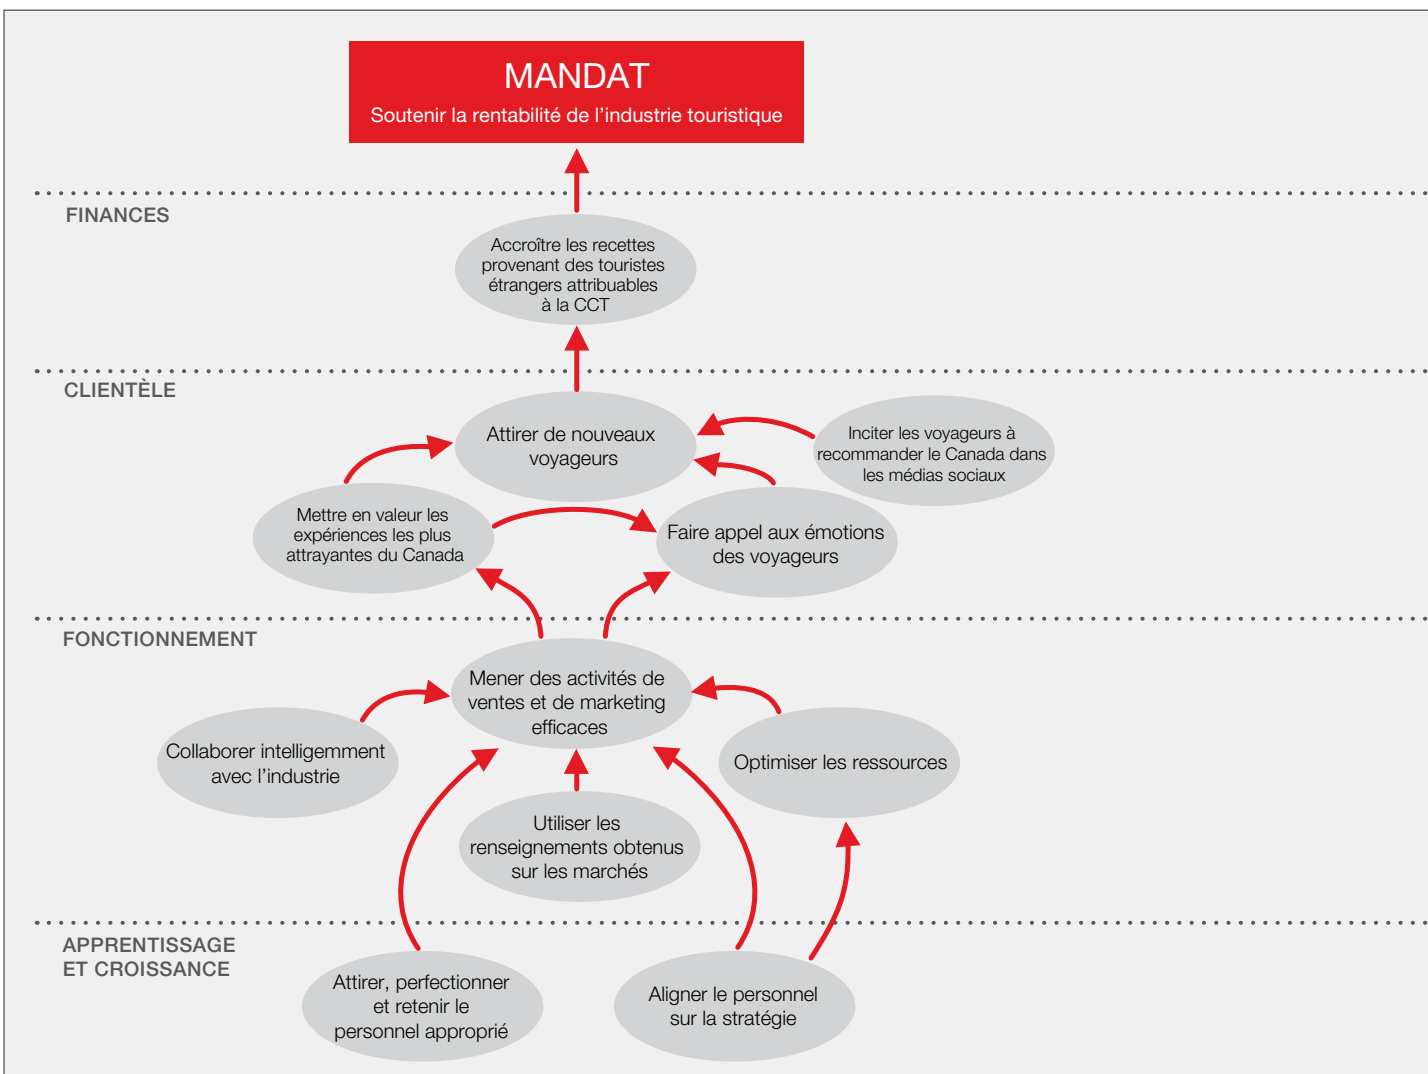 MANDAT
Soutenir la rentabilité de l’industrie touristique
FINANCES
Accroître les recettes
provenant des touristes
étrangers attribuables
à la CCT
CLIENTÈLE
Attirer de nouveaux
voyageurs
Inciter les voyageurs à
recommander le Canada dans
les médias sociaux
Mettre en valeur les
expériences les plus
attrayantes du Canada
Faire appel aux émotions
des voyageurs
FONCTIONNEMENT
Mener des activités de
ventes et de marketing
efficaces
Collaborer intelligemment
avec l’industrie
Optimiser les ressources
Utiliser les
renseignements obtenus
sur les marchés
APPRENTISSAGE
ET CROISSANCE
Attirer, perfectionner
et retenir le
personnel approprié
Aligner le personnel
sur la stratégie